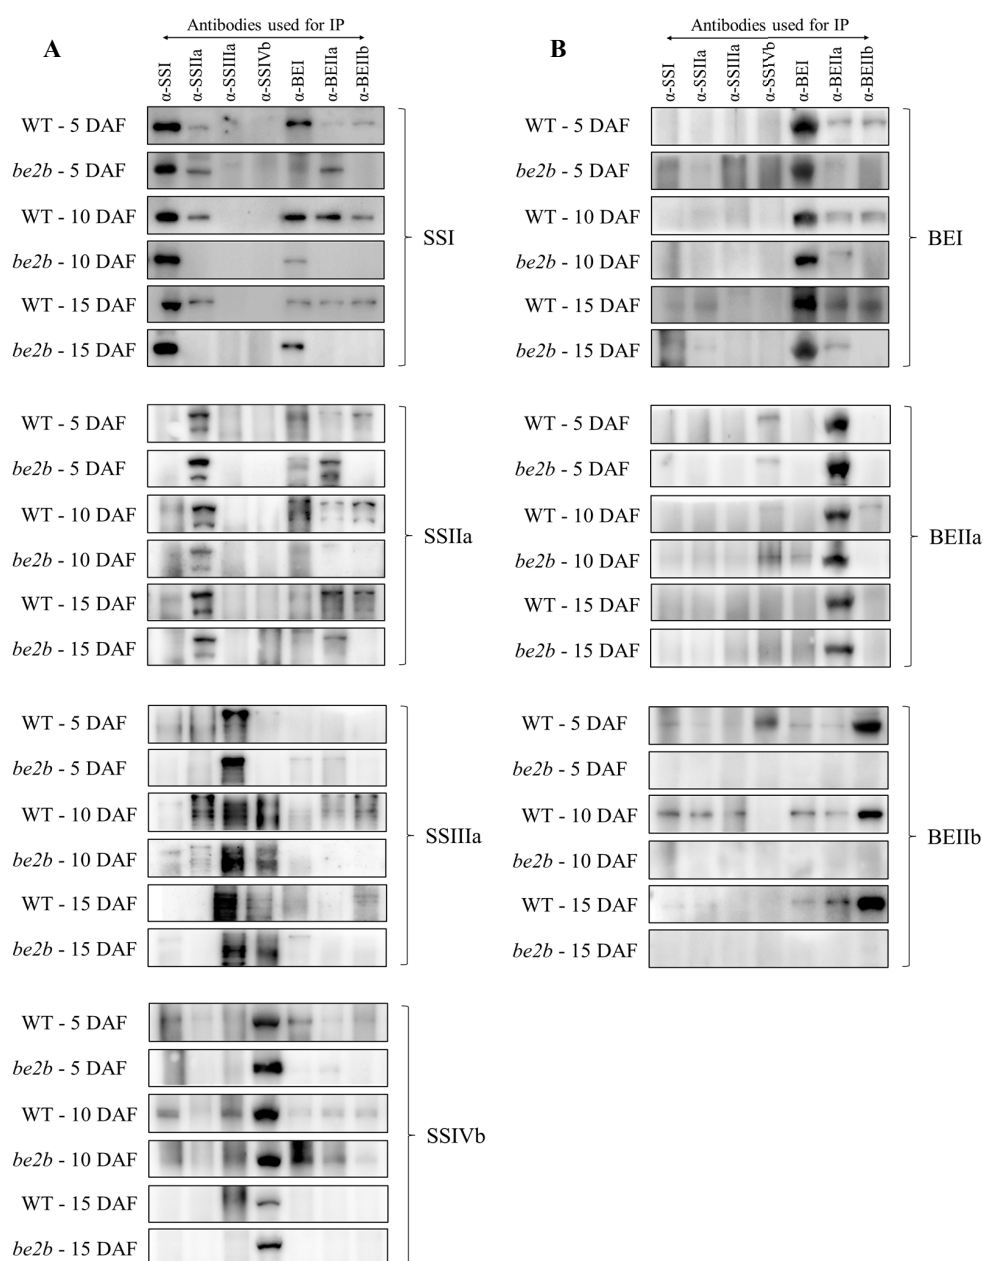 A
Antibodies used for IP
α-SSI
α-SSIIa
α-SSIIIa
α-SSIVb
α-BEI
α-BEIIa
α-BEIIb
WT - 5 DAF
be2b - 5 DAF
WT - 10 DAF
be2b - 10 DAF
WT - 15 DAF
be2b - 15 DAF
SSI
WT - 5 DAF
be2b - 5 DAF
WT - 10 DAF
be2b - 10 DAF
WT - 15 DAF
be2b - 15 DAF
SSIIa
WT - 5 DAF
be2b - 5 DAF
WT - 10 DAF
be2b - 10 DAF
WT - 15 DAF
be2b - 15 DAF
SSIIIa
WT - 5 DAF
be2b - 5 DAF
WT - 10 DAF
be2b - 10 DAF
WT - 15 DAF
be2b - 15 DAF
SSIVb
B
Antibodies used for IP
α-SSI
α-SSIIa
α-SSIIIa
α-SSIVb
α-BEI
α-BEIIa
α-BEIIb
WT - 5 DAF
be2b - 5 DAF
WT - 10 DAF
be2b - 10 DAF
WT - 15 DAF
be2b - 15 DAF
BEI
WT - 5 DAF
be2b - 5 DAF
WT - 10 DAF
be2b - 10 DAF
WT - 15 DAF
be2b - 15 DAF
BEIIa
WT - 5 DAF
be2b - 5 DAF
WT - 10 DAF
be2b - 10 DAF
WT - 15 DAF
be2b - 15 DAF
BEIIb